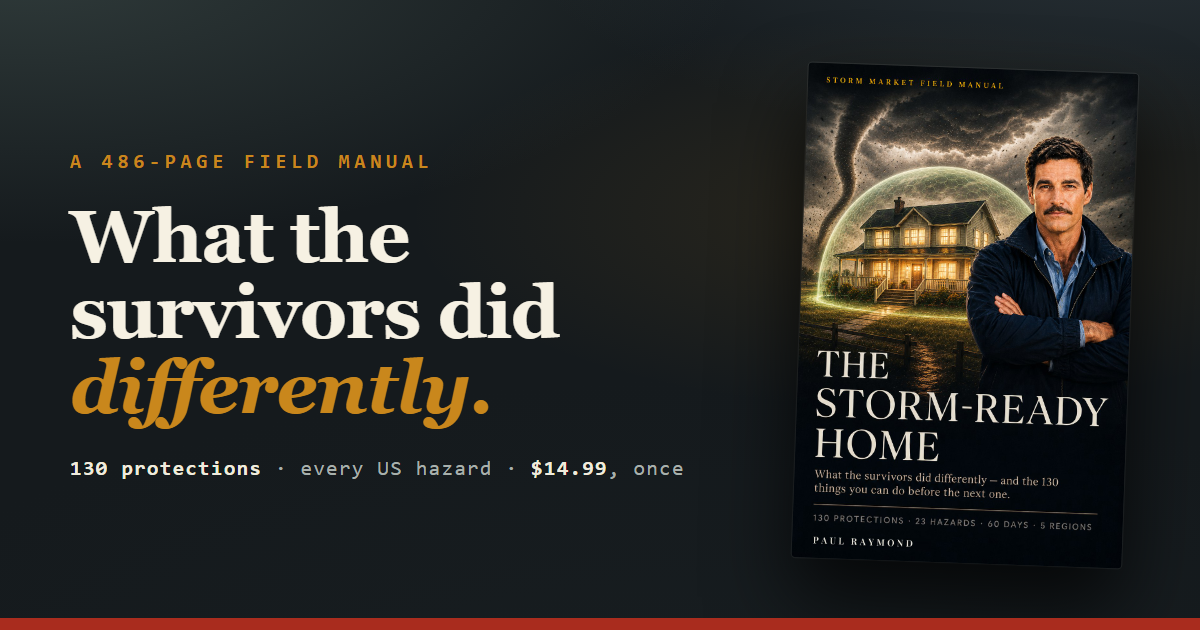 A 486-PAGE FIELD MANUAL
What the
survivors did
differently.
130 protections · every US hazard · $14.99, once
STORM MARKET FIELD MANUAL
THE
STORM-READY
HOME
What the survivors did differently — and the 130
things you can do before the next one.
130 PROTECTIONS · 23 HAZARDS · 60 DAYS · 5 REGIONS
PAUL RAYMOND